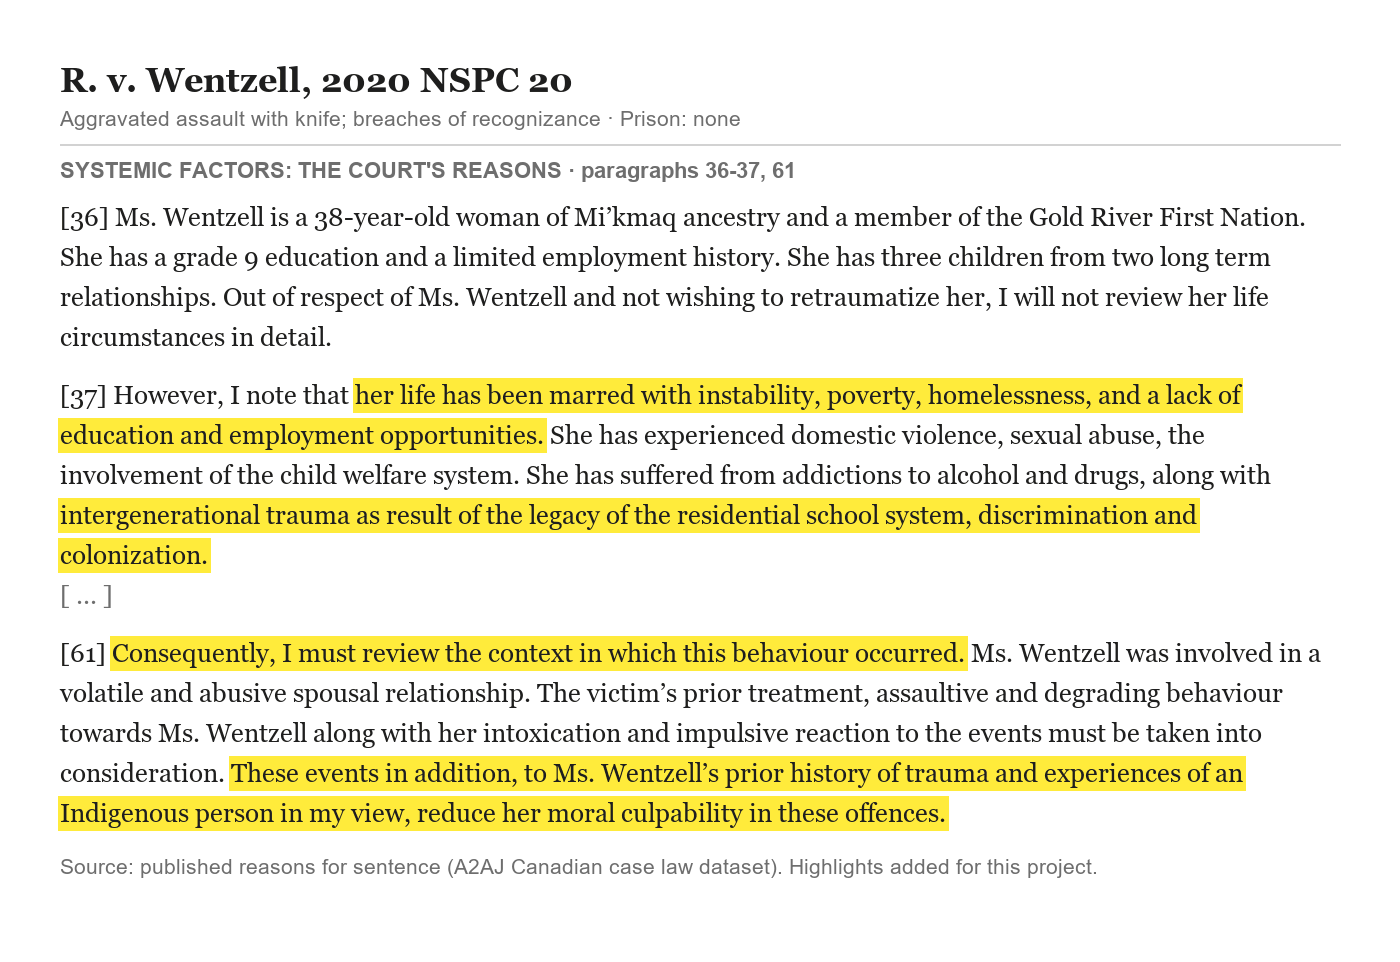 R. v. Wentzell, 2020 NSPC 20
Aggravated assault with knife; breaches of recognizance · Prison: none
SYSTEMIC FACTORS: THE COURT'S REASONS · paragraphs 36-37, 61
[36] Ms. Wentzell is a 38-year-old woman of Mi’kmaq ancestry and a member of the Gold River First Nation.
She has a grade 9 education and a limited employment history. She has three children from two long term
relationships. Out of respect of Ms. Wentzell and not wishing to retraumatize her, I will not review her life
circumstances in detail.
[37] However, I note that her life has been marred with instability, poverty, homelessness, and a lack of
education and employment opportunities. She has experienced domestic violence, sexual abuse, the
involvement of the child welfare system. She has suffered from addictions to alcohol and drugs, along with
intergenerational trauma as result of the legacy of the residential school system, discrimination and
colonization.
[ ... ]
[61] Consequently, I must review the context in which this behaviour occurred. Ms. Wentzell was involved in a
volatile and abusive spousal relationship. The victim’s prior treatment, assaultive and degrading behaviour
towards Ms. Wentzell along with her intoxication and impulsive reaction to the events must be taken into
consideration. These events in addition, to Ms. Wentzell’s prior history of trauma and experiences of an
Indigenous person in my view, reduce her moral culpability in these offences.
Source: published reasons for sentence (A2AJ Canadian case law dataset). Highlights added for this project.